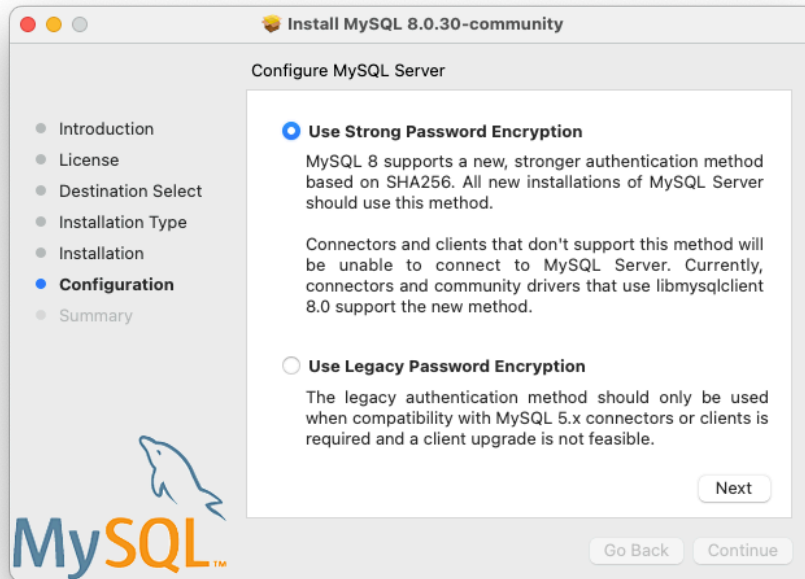 Install MySQL 8.0.30-community
Configure MySQL Server
Introduction
License
Destination Select
Installation Type
Installation
Configuration
Summary
Use Strong Password Encryption
MySQL 8 supports a new, stronger authentication method
based on SHA256. All new installations of MySQL Server
should use this method.
Connectors and clients that don't support this method will
be unable to connect to MySQL Server. Currently,
connectors and community drivers that use libmysqlclient
8.0 support the new method.
Use Legacy Password Encryption
The legacy authentication method should only be used
when compatibility with MySQL 5.x connectors or clients is
required and a client upgrade is not feasible.
Next
MySQL™
Go Back
Continue